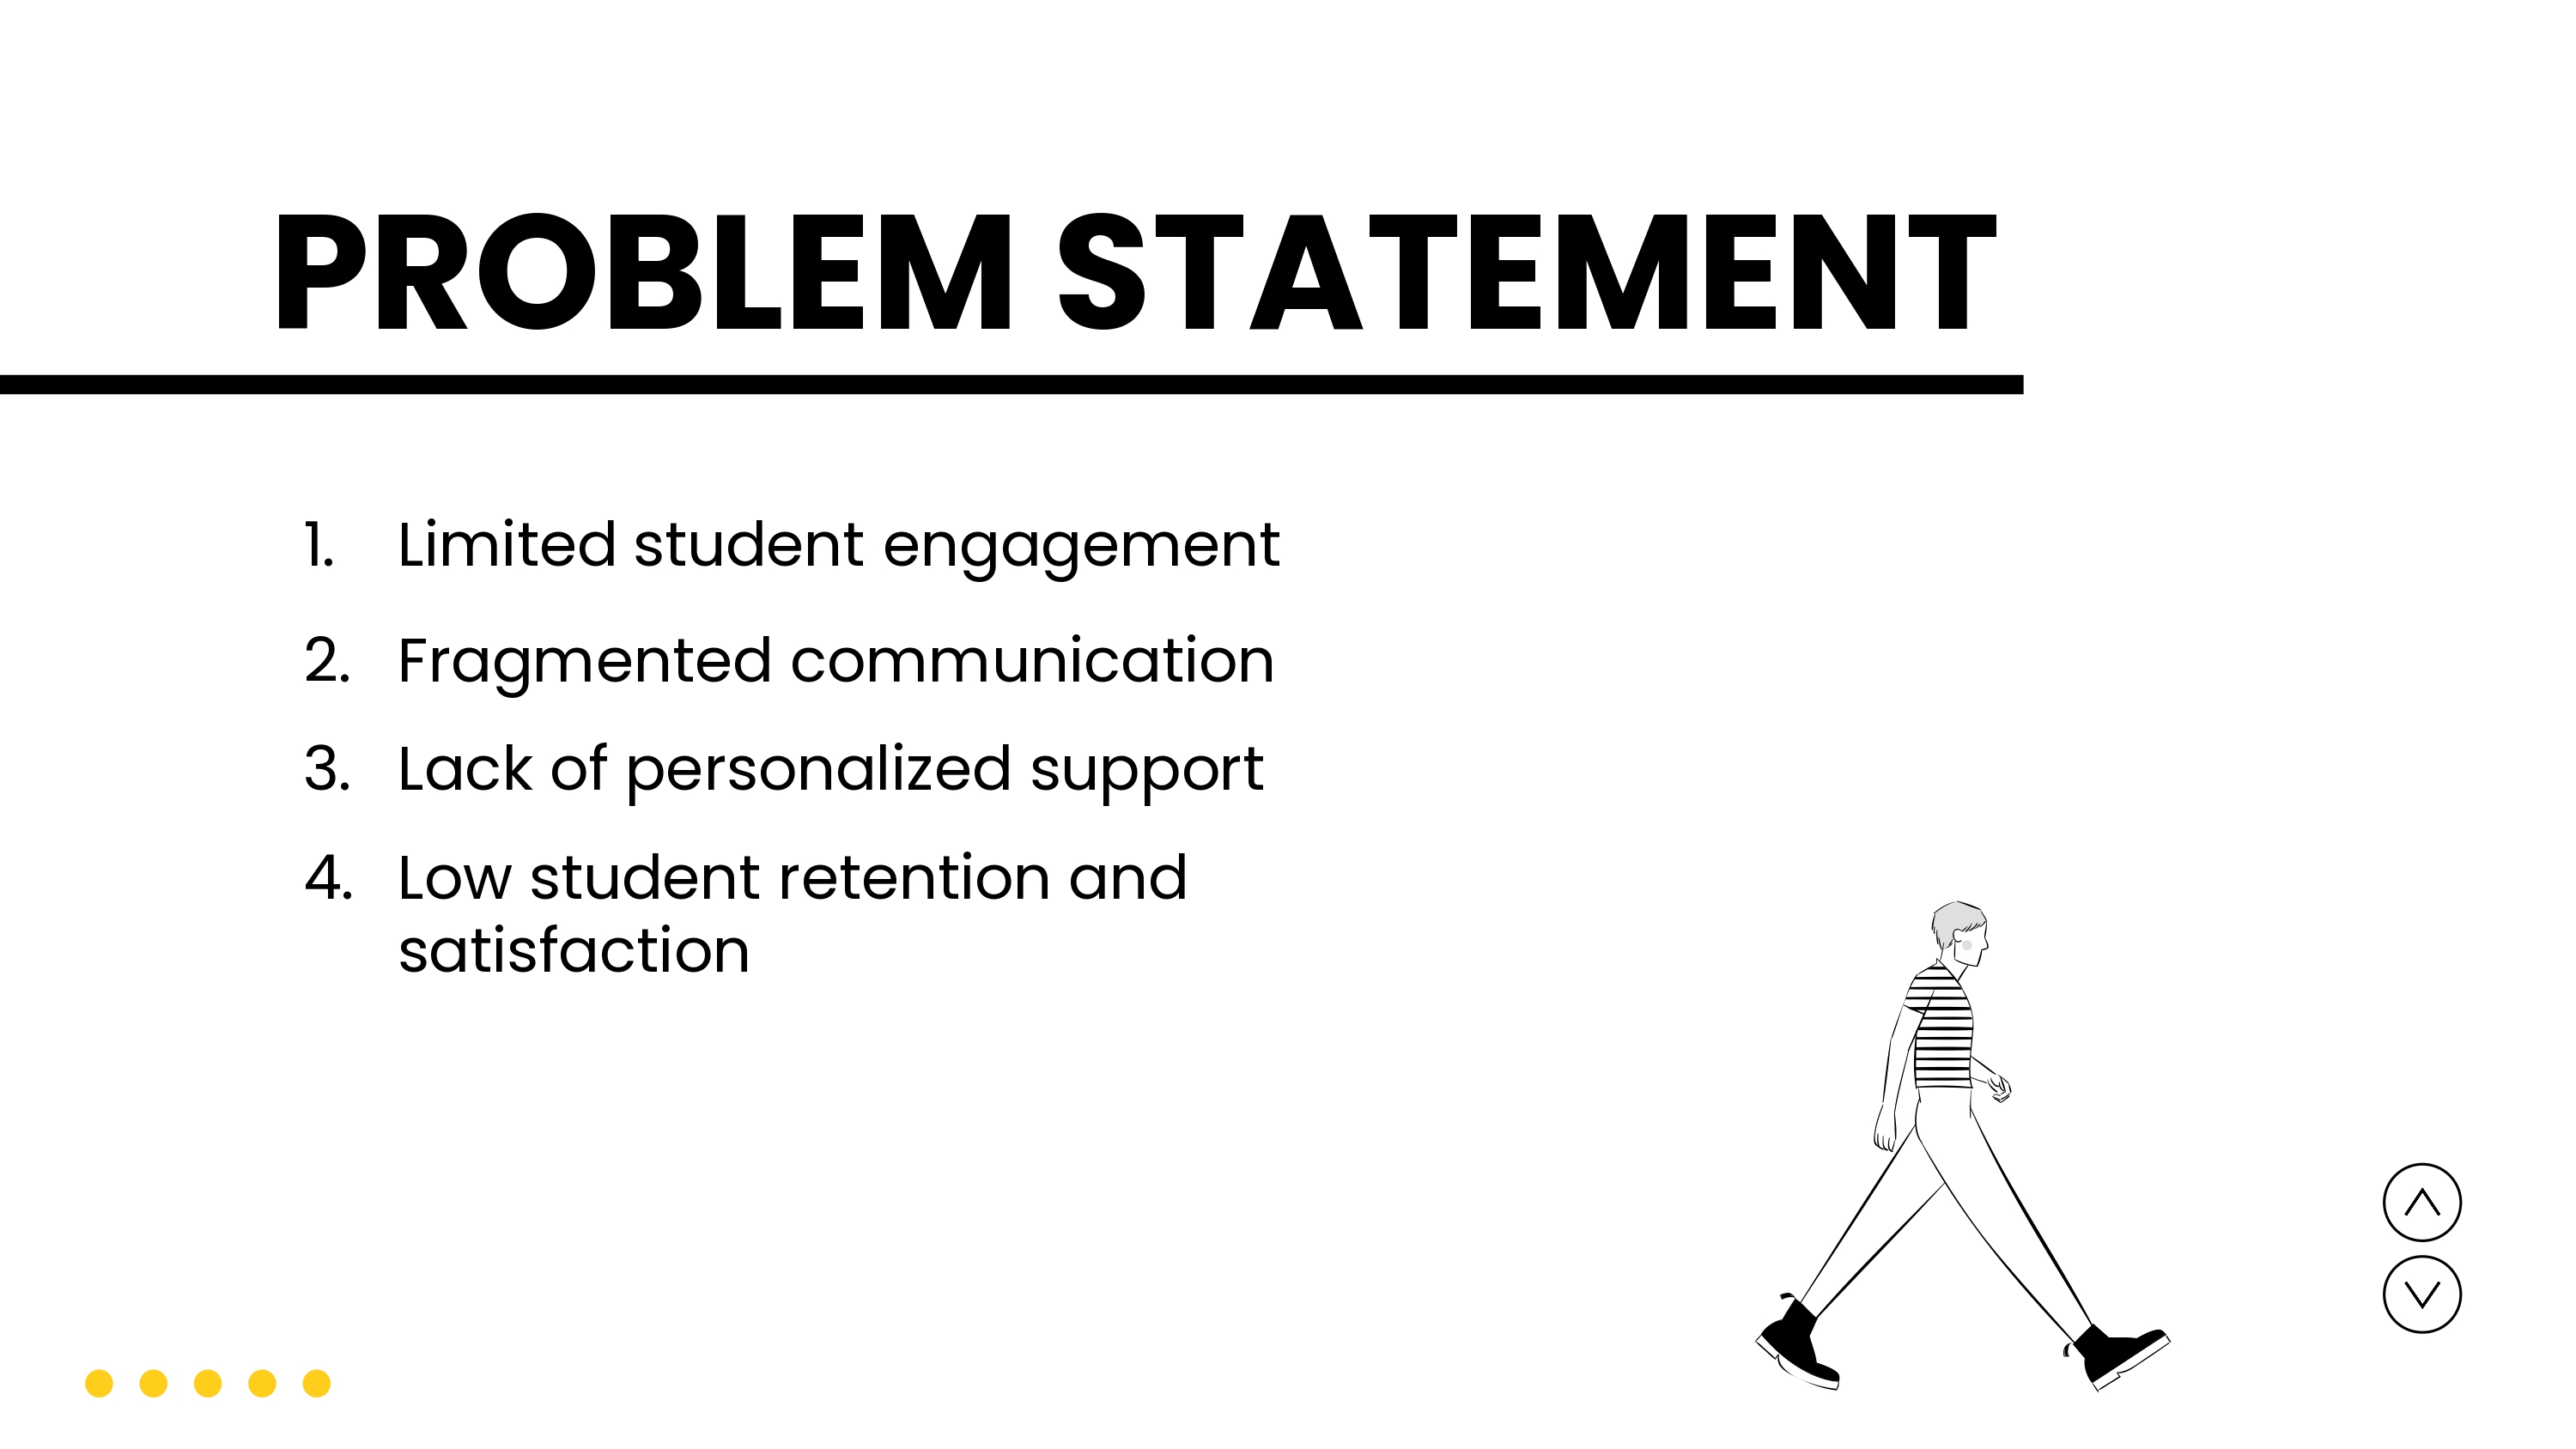 PROBLEM STATEMENT
1. Limited student engagement
2. Fragmented communication
3. Lack of personalized support
4. Low student retention and
satisfaction